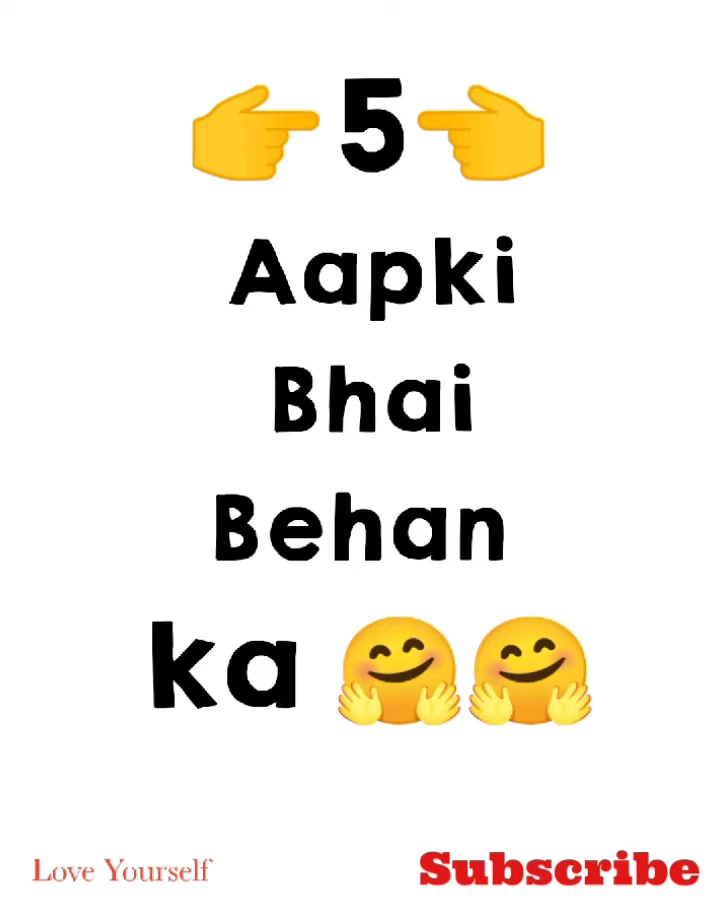 👉5👈
Aapki
Bhai
Behan
ka 🤗🤗
Love Yourself
Subscribe